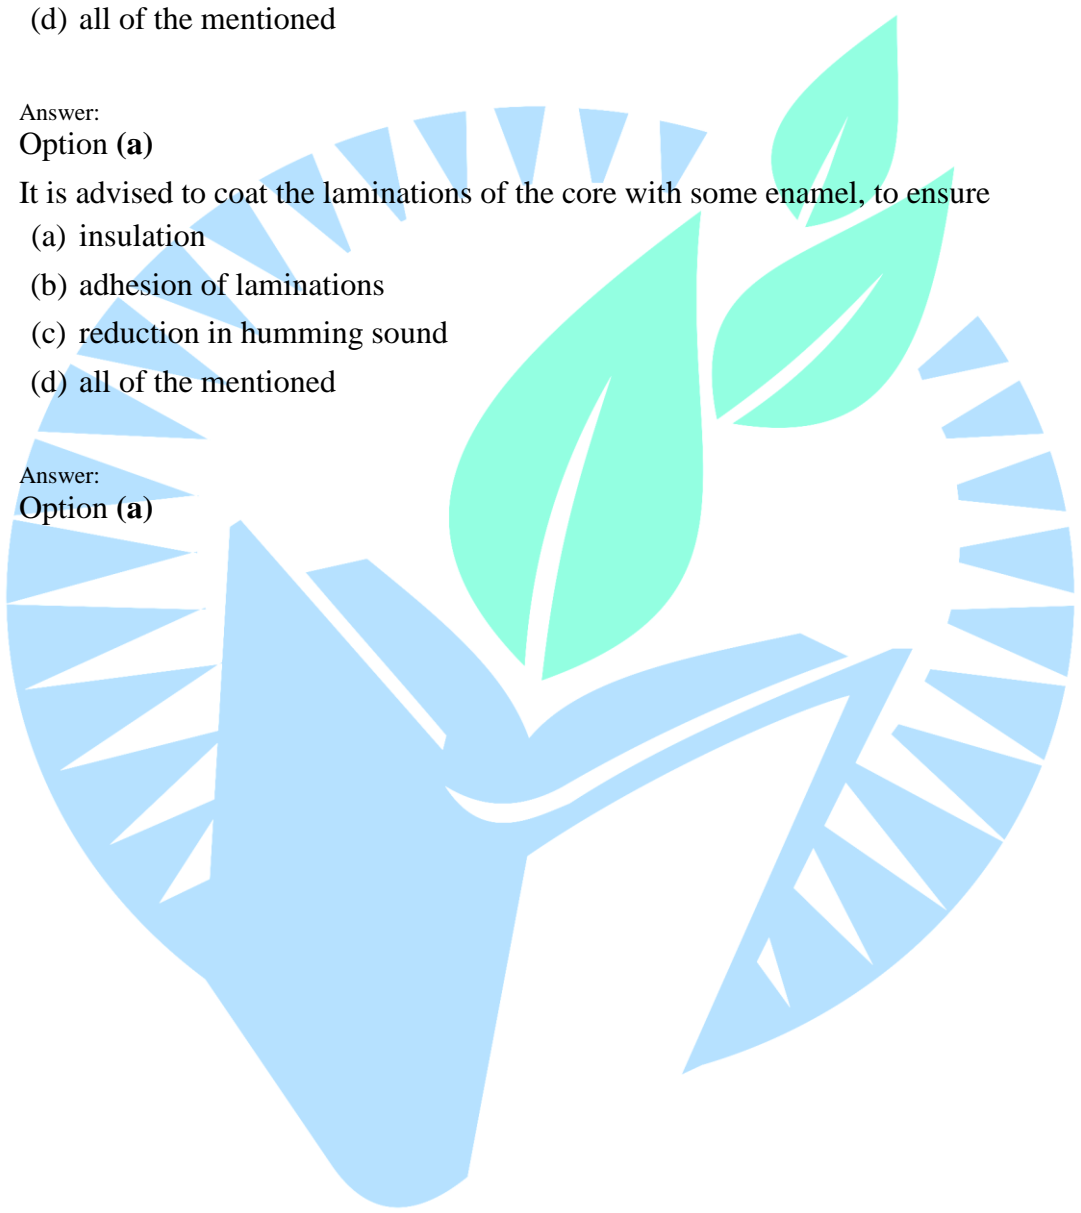 (d) all of the mentioned
Answer:
Option (a)
It is advised to coat the laminations of the core with some enamel, to ensure
(a) insulation
(b) adhesion of laminations
(c) reduction in humming sound
(d) all of the mentioned
Answer:
Option (a)